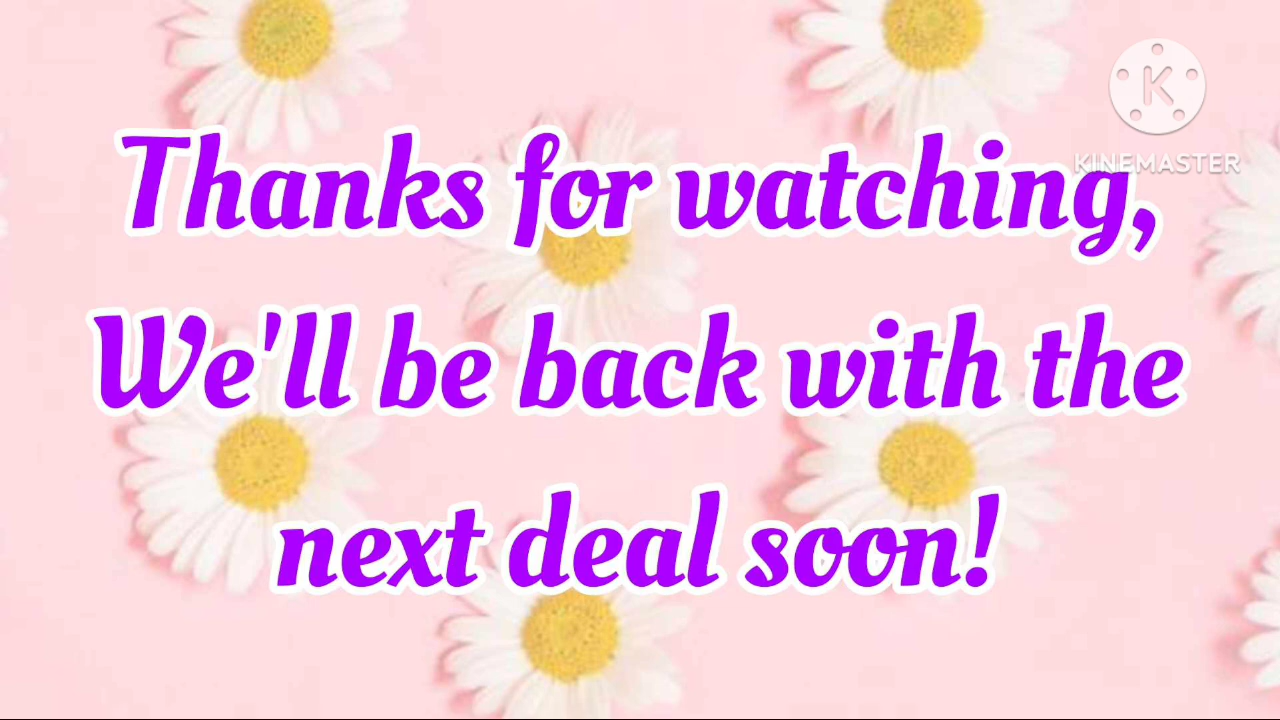 K
KINEMASTER
Thanks for watching,
We'll be back with the
next deal soon!